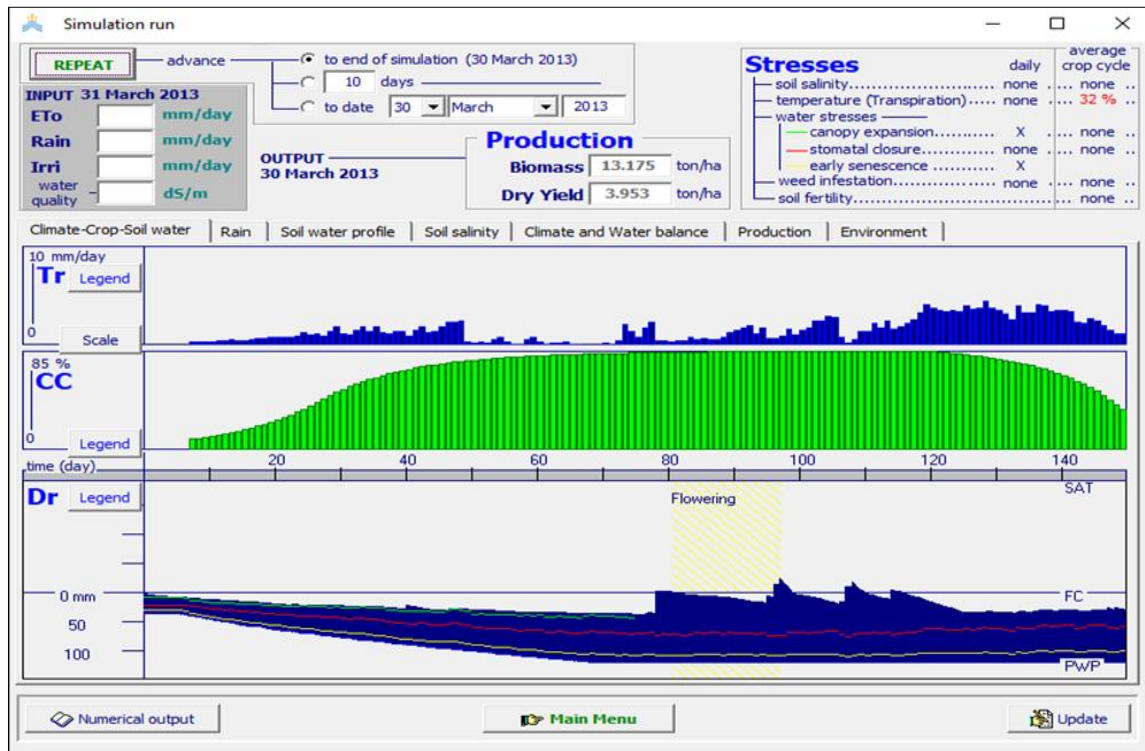 Simulation run
REPEAT
advance
to end of simulation (30 March 2013)
10 days
to date 30 March 2013
INPUT 31 March 2013
ETo mm/day
Rain mm/day
Irri mm/day
water quality dS/m
OUTPUT
30 March 2013
Production
Biomass 13.175 ton/ha
Dry Yield 3.953 ton/ha
Stresses daily average crop cycle
soil salinity............................ none .... none ..
temperature (Transpiration)..... none .... 32 % ..
water stresses
canopy expansion............ X .... none ..
stomatal closure.............. .... none ..
early senescence ............ X
weed infestation.................... none .... none ..
soil fertility.................................... none ..
Climate-Crop-Soil water Rain Soil water profile Soil salinity Climate and Water balance Production Environment
10 mm/day
Tr Legend
0
Scale
85 %
CC
0
Legend
time (day) 20 40 60 80 100 120 140
Dr Legend
Flowering
SAT
0 mm
FC
50
100
PWP
Numerical output Main Menu Update